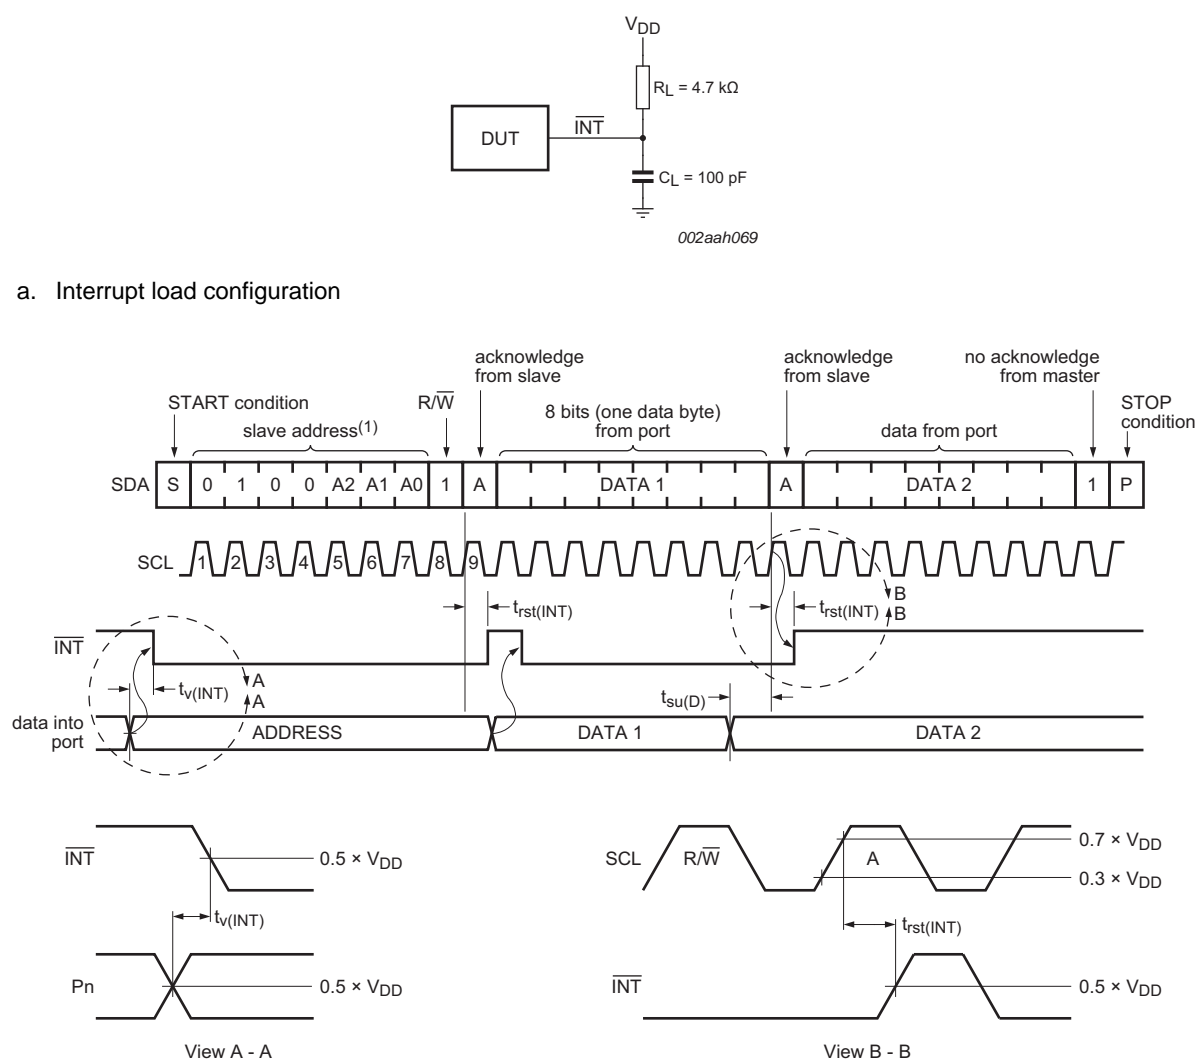 VDD
RL = 4.7 kΩ
DUT
INT
CL = 100 pF
002aah069
a. Interrupt load configuration
acknowledge from slave
acknowledge from slave
no acknowledge from master
START condition
R/W
8 bits (one data byte) from port
STOP condition
slave address(1)
data from port
SDA S 0 1 0 0 A2 A1 A0 1 A DATA 1 A DATA 2 1 P
SCL 1 2 3 4 5 6 7 8 9
B
trst(INT) trst(INT) B
INT
A
tv(INT) A
tsu(D)
data into port
ADDRESS DATA 1 DATA 2
INT
0.5 × VDD
tv(INT)
Pn
0.5 × VDD
View A - A
SCL R/W A
0.7 × VDD
0.3 × VDD
trst(INT)
INT
0.5 × VDD
View B - B